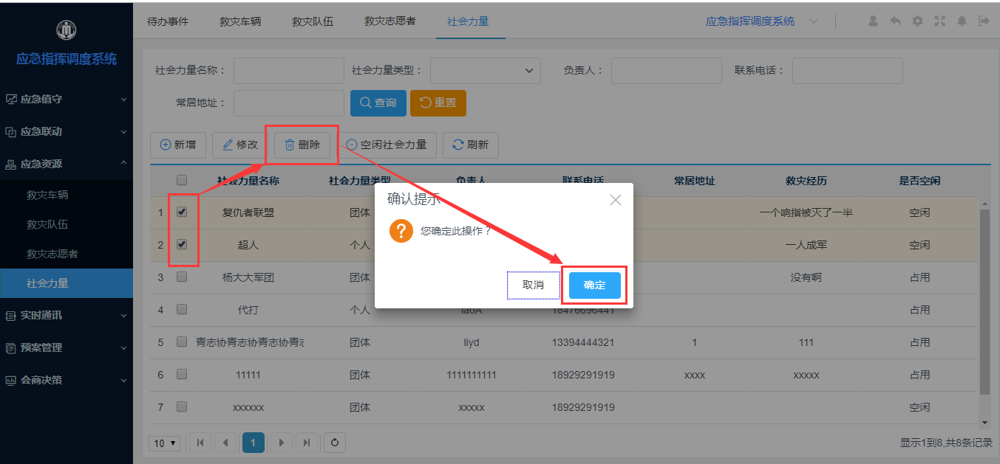 待办事件 救灾车辆 救灾队伍 救灾志愿者 社会力量 应急指挥调度系统
应急指挥调度系统
社会力量名称： 社会力量类型： 负责人： 联系电话：
常居地址： 查询 重置
新增 修改 删除 空闲社会力量 刷新
应急值守
应急联动
应急资源
救灾车辆
救灾队伍
救灾志愿者
社会力量
实时通讯
预案管理
会商决策
社会力量名称 社会力量类型 负责人 联系电话 常居地址 救灾经历 是否空闲
1 复仇者联盟 团体 一个响指被灭了一半 空闲
2 超人 个人 一人成军 空闲
3 杨大大军团 团体 没有啊 占用
4 代打 个人 laoA 18476696441 占用
5 青志协青志协青志协青志 团体 liyd 13394444321 1 111 占用
6 11111 团体 1111111111 18929291919 xxxx xxxxx 占用
7 xxxxxx 团体 xxxxx 18929291919 空闲
确认提示
您确定此操作？
取消 确定
10 1 显示1到8,共8条记录